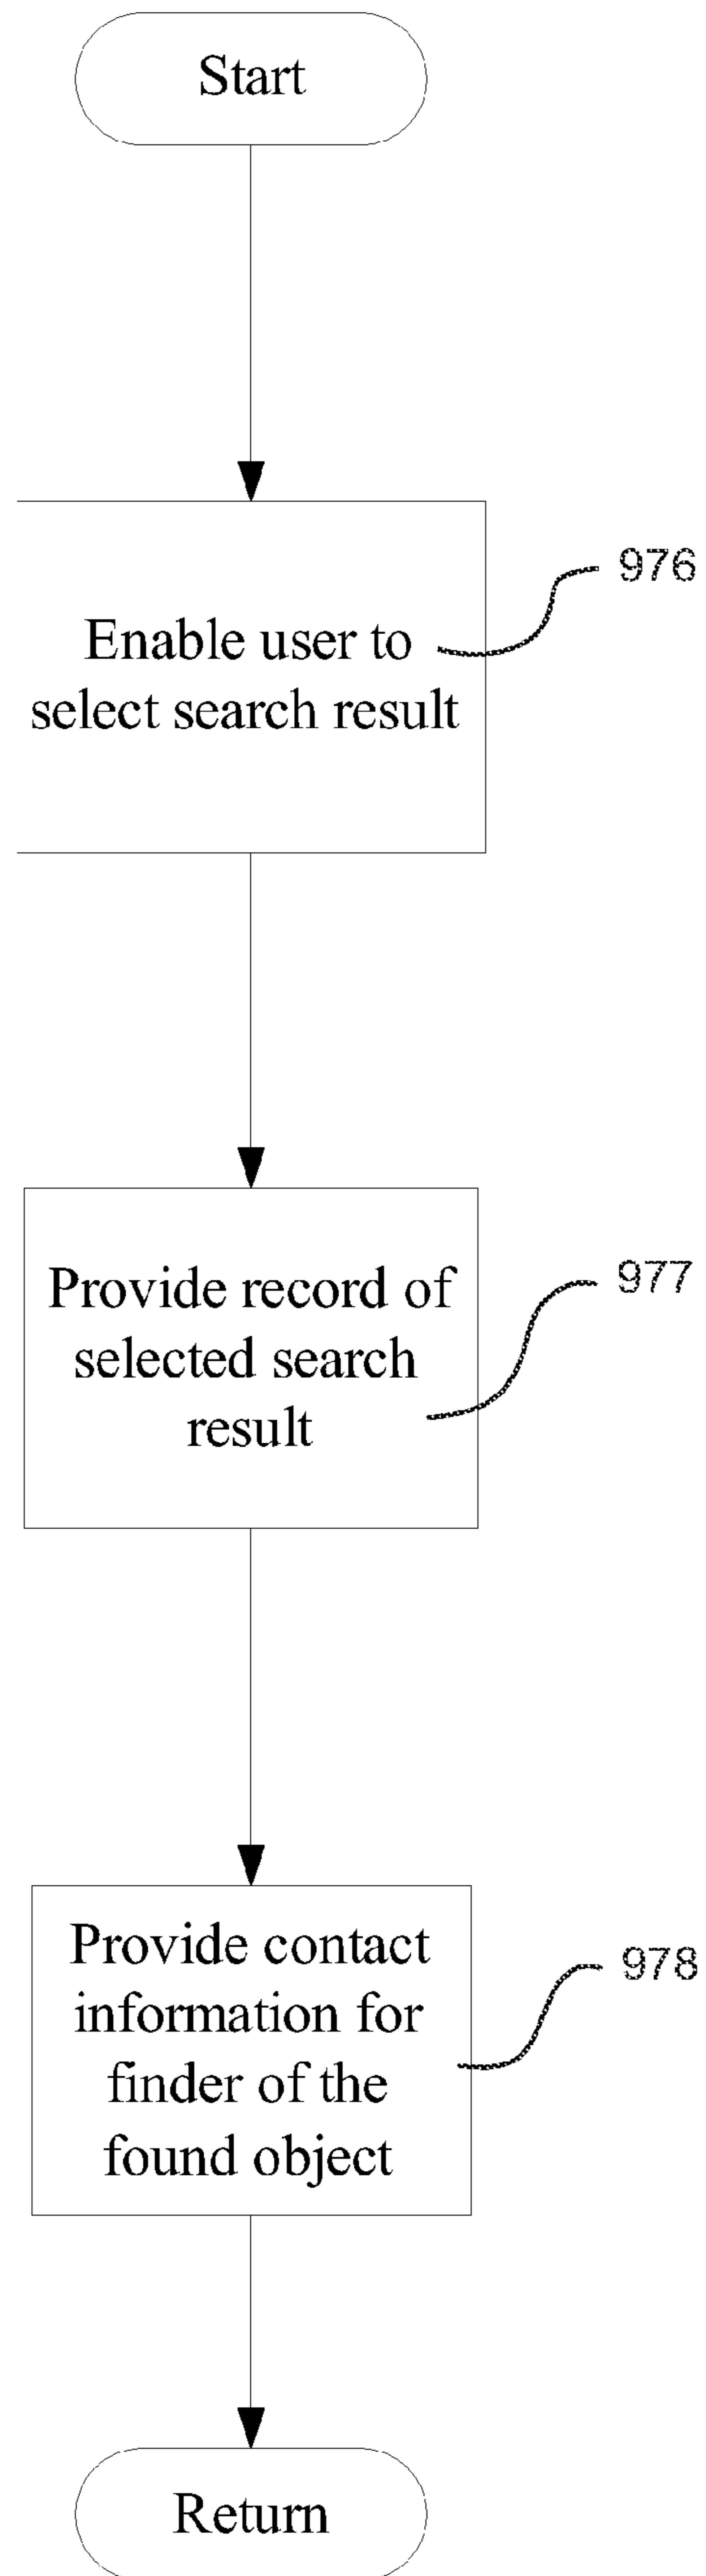 Start
976
Enable user to
select search result
977
Provide record of
selected search
result
978
Provide contact
information for
finder of the
found object
Return